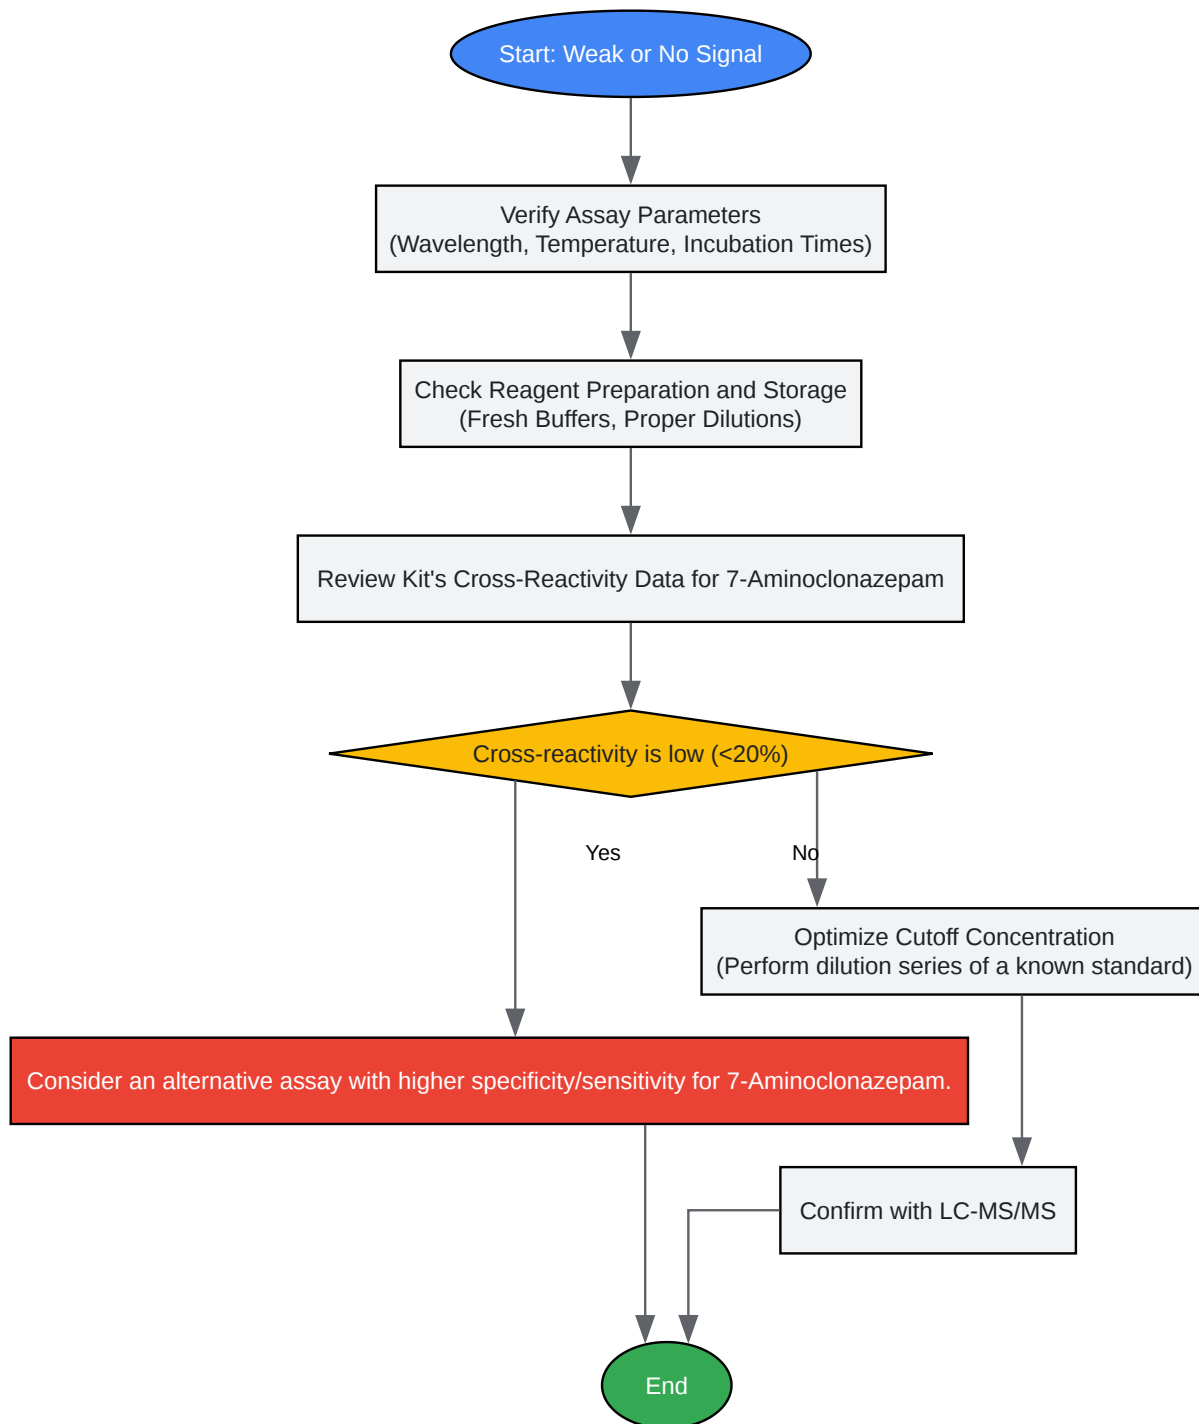 Start: Weak or No Signal
Verify Assay Parameters
(Wavelength, Temperature, Incubation Times)
Check Reagent Preparation and Storage
(Fresh Buffers, Proper Dilutions)
Review Kit's Cross-Reactivity Data for 7-Aminoclonazepam
Cross-reactivity is low (<20%)
Yes
No
Optimize Cutoff Concentration
(Perform dilution series of a known standard)
Consider an alternative assay with higher specificity/sensitivity for 7-Aminoclonazepam.
Confirm with LC-MS/MS
End